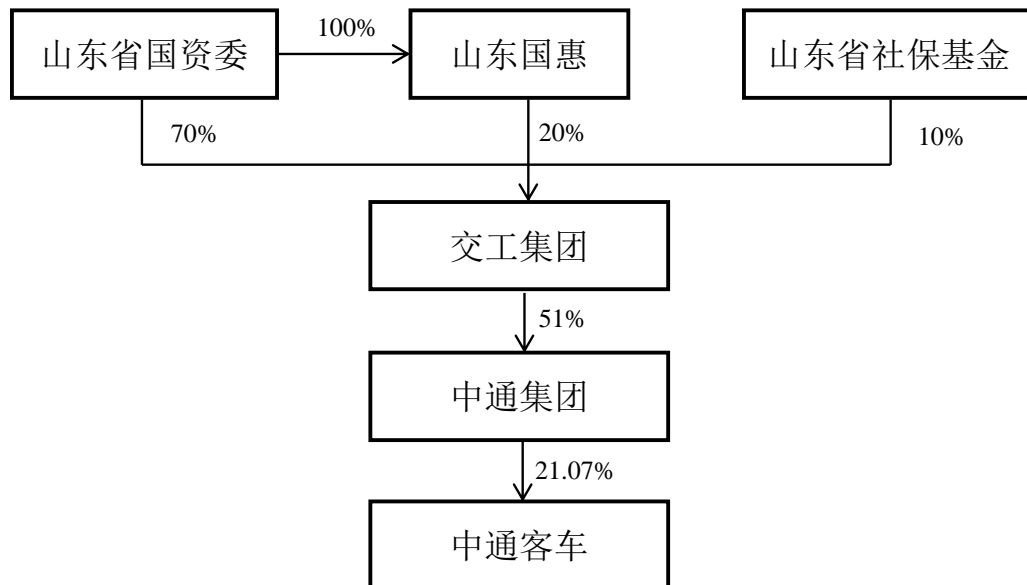 山东省国资委
100%
山东国惠
山东省社保基金
70%
20%
10%
交工集团
51%
中通集团
21.07%
中通客车